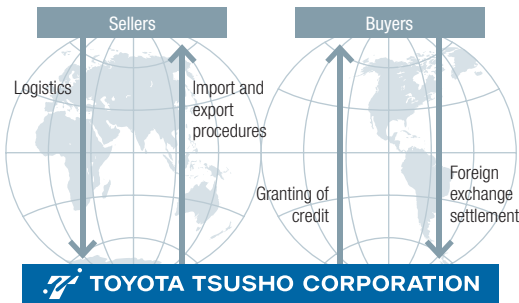 Sellers
Buyers
Logistics
Import and
export
procedures
Granting of
credit
Foreign
exchange
settlement
TOYOTA TSUSHO CORPORATION